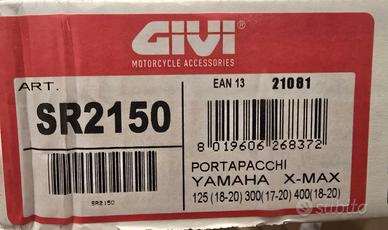 GIVI®
MOTORCYCLE ACCESSORIES
ART.
SR2150
SR2150
EAN 13 21081
8 019606 268372
PORTAPACCHI
YAMAHA X-MAX
125 (18-20) 300(17-20) 400(18-20)
subito